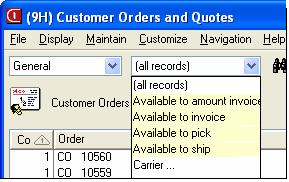 (9H) Customer Orders and Quotes
File Display Maintain Customize Navigation Help
General (all records)
(all records)
Available to amount invoice
Customer Orders
Available to invoice
Available to pick
Co Order
Available to ship
1 CO 10560
Carrier ...
1 CO 10559